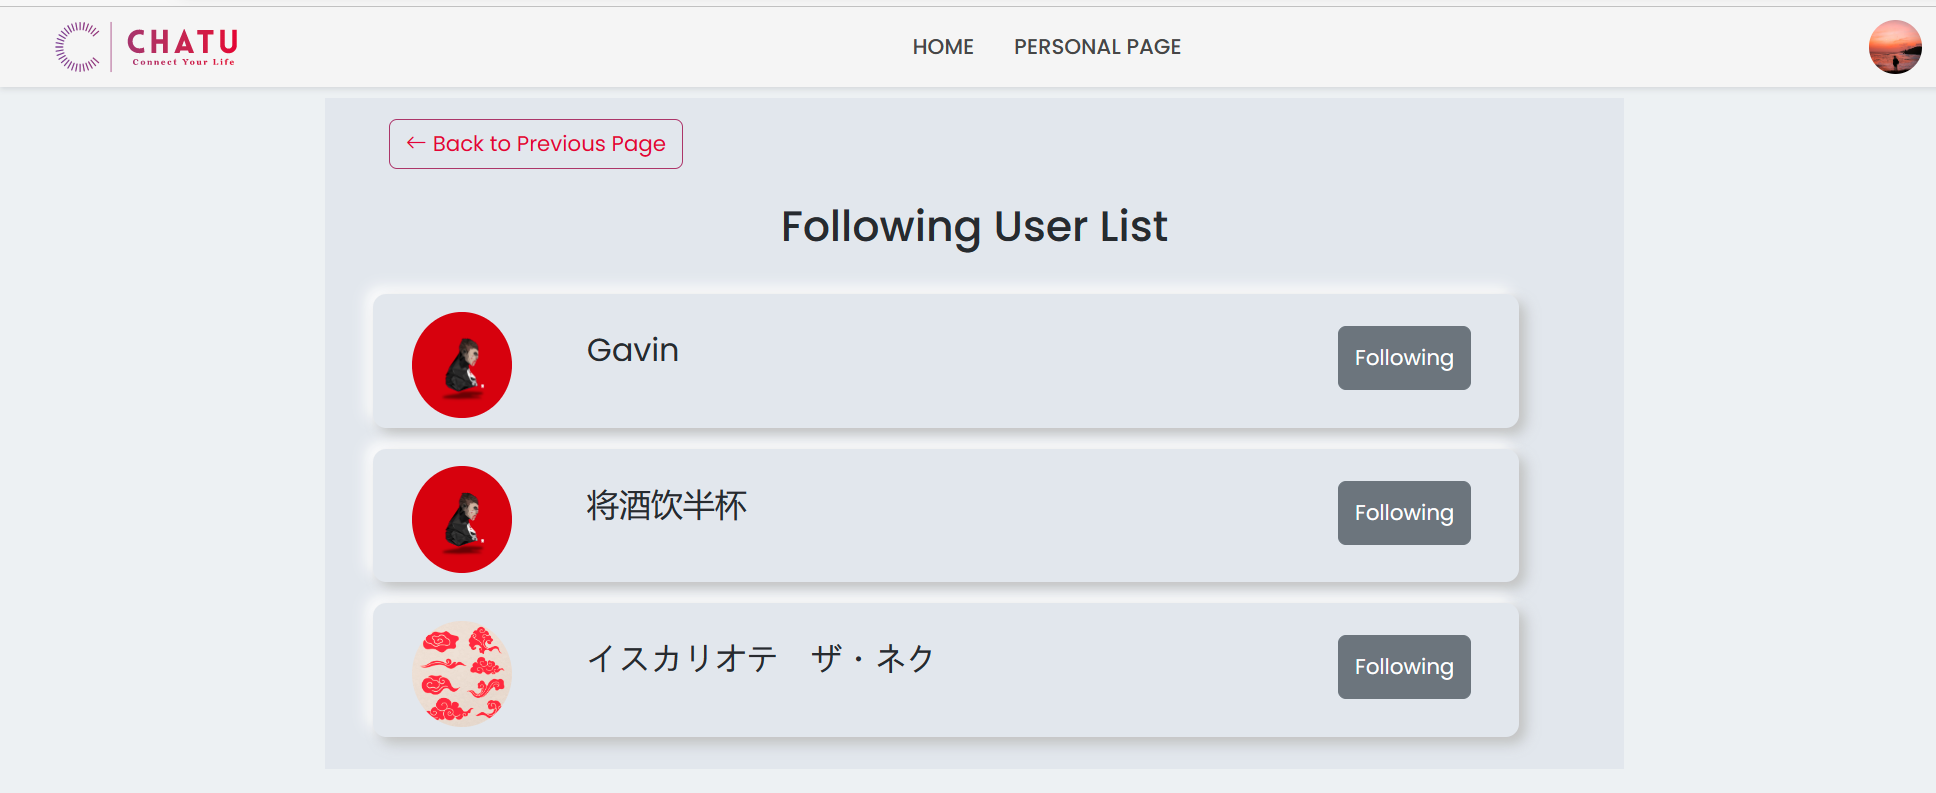 CHATU
Connect Your Life
HOME
PERSONAL PAGE
← Back to Previous Page
Following User List
Gavin
Following
将酒饮半杯
Following
イスカリオテ　ザ・ネク
Following